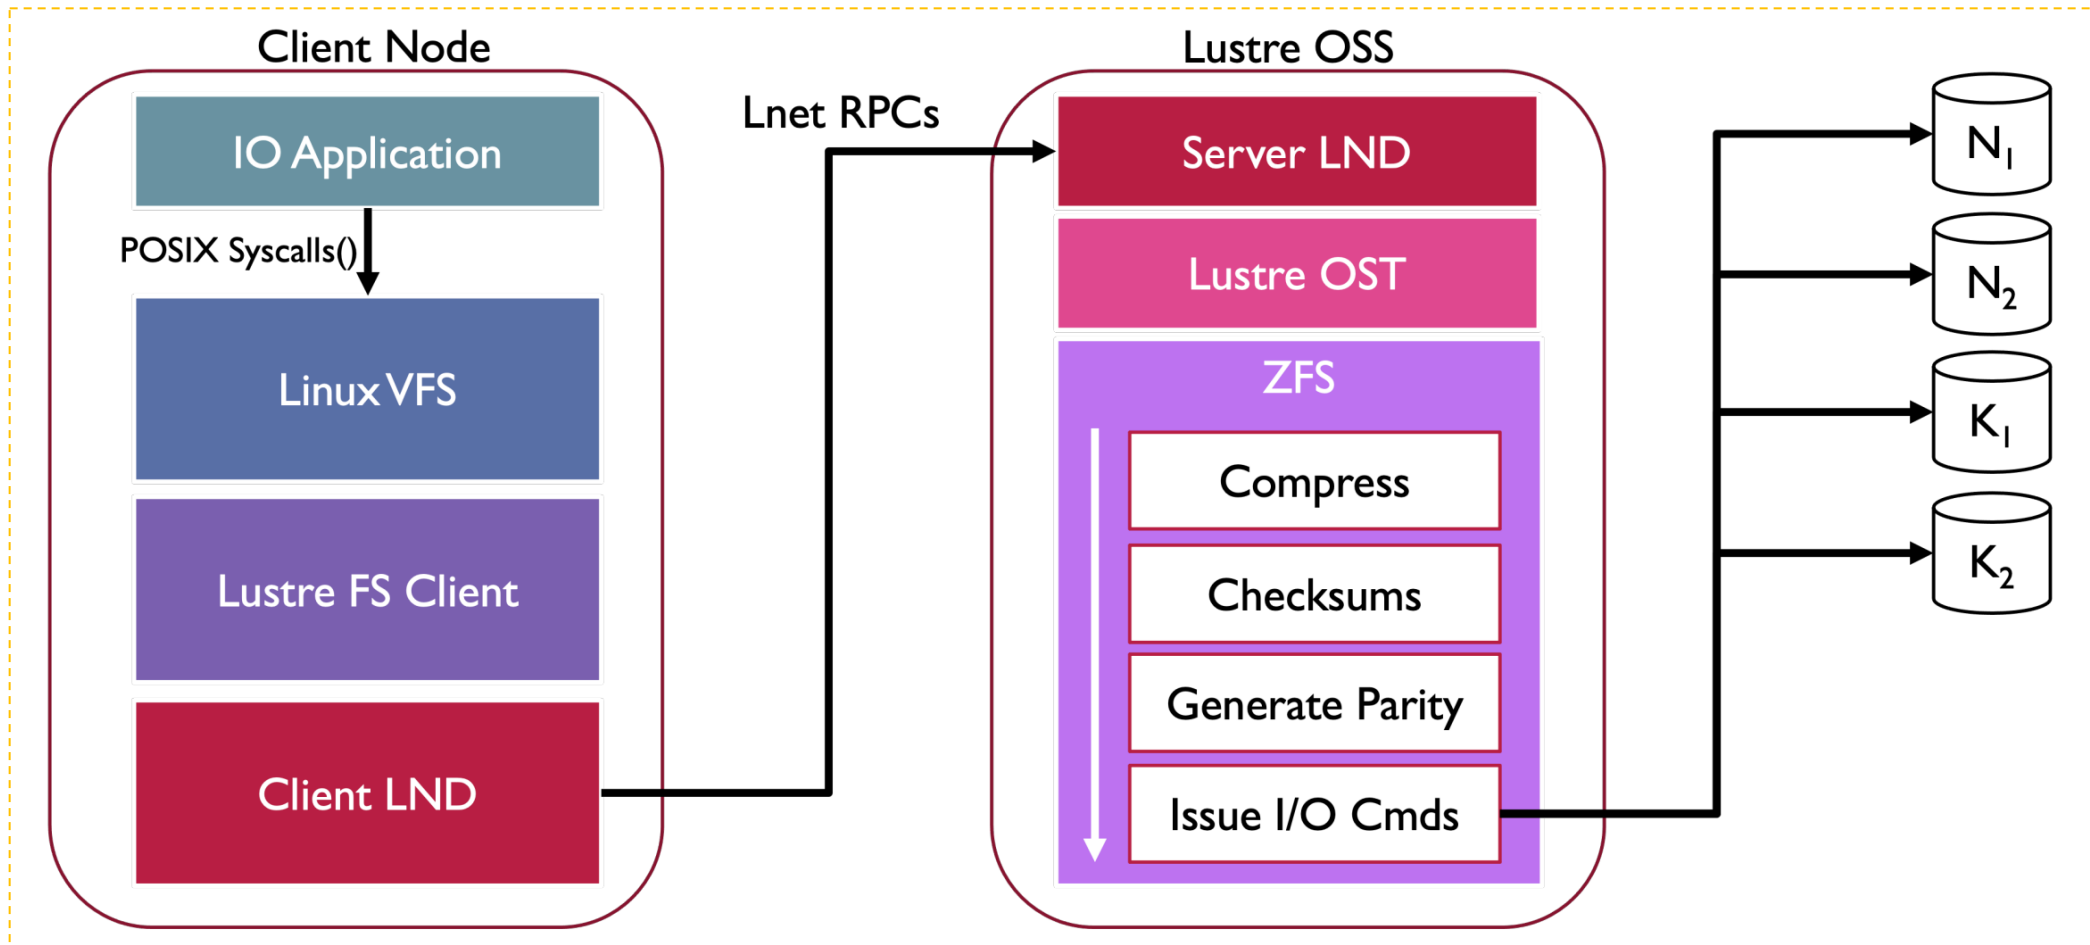 Client Node
IO Application
POSIX Syscalls()
Linux VFS
Lustre FS Client
Client LND
Lnet RPCs
Lustre OSS
Server LND
Lustre OST
ZFS
Compress
Checksums
Generate Parity
Issue I/O Cmds
N1
N2
K1
K2